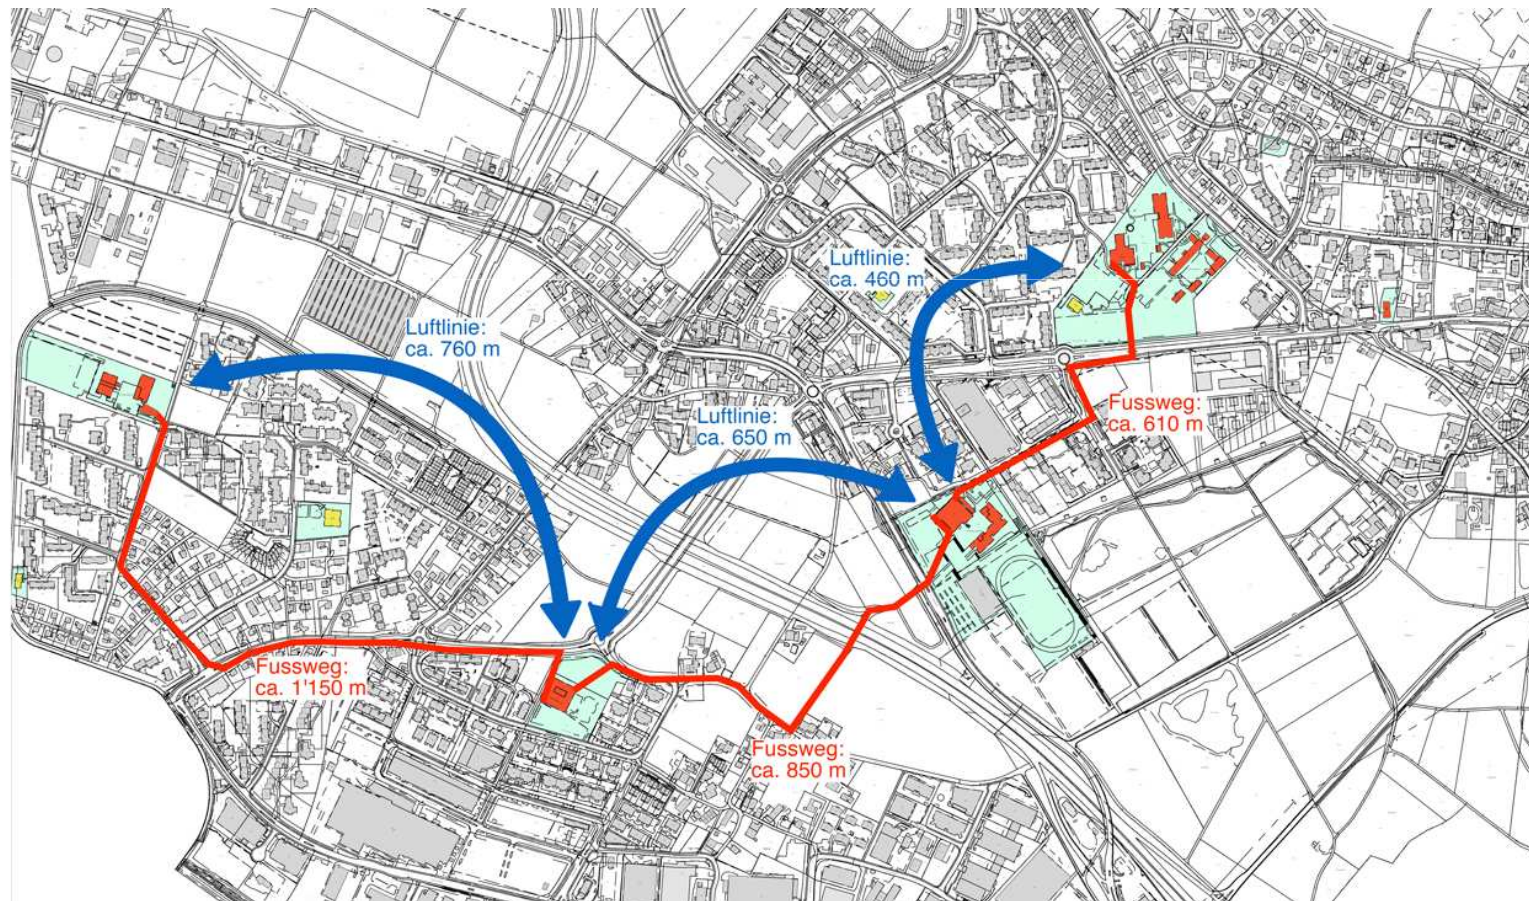 Luftlinie:
ca. 460 m
Luftlinie:
ca. 760 m
Luftlinie:
ca. 650 m
Fussweg:
ca. 610 m
Fussweg:
ca. 1'150 m
Fussweg:
ca. 850 m